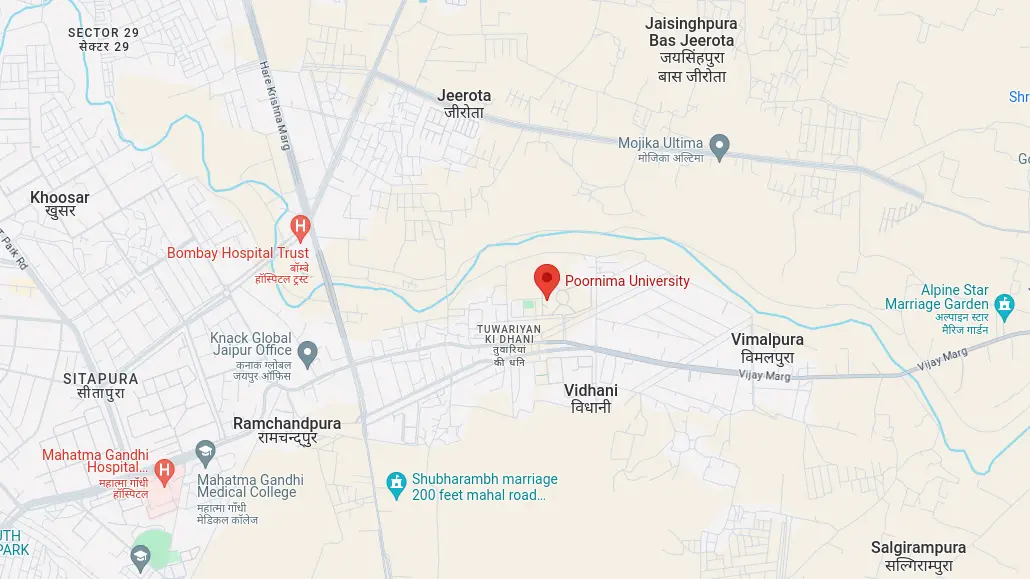 SECTOR 29
सेक्टर 29
Jaisinghpura
Bas Jeerota
जयसिंहपुरा
बास जीरोता
Hare Krishna Marg
Jeerota
जीरोता
Shr
Mojika Ultima
मोजिका अल्टिमा
Go
Khoosar
खुसर
Park Rd
Bombay Hospital Trust
बॉम्बे
हॉस्पिटल ट्रस्ट
Poornima University
Alpine Star
Marriage Garden
अल्पाइन स्टार
मैरिज गार्डन
TUWARIYAN
KI DHANI
तुवारियां
की धनि
Knack Global
Jaipur Office
कनाक ग्लोबल
जयपुर ऑफिस
Vimalpura
विमलपुरा
Vijay Marg
Vijay Marg
SITAPURA
सीतापुरा
Vidhani
विधानी
Ramchandpura
रामचन्द्पुर
Mahatma Gandhi
Hospital...
महात्मा गाँधी
हॉस्पिटल
Mahatma Gandhi
Medical College
महात्मा गाँधी
मेडिकल कॉलेज
Shubharambh marriage
200 feet mahal road...
UTH
PARK
Salgirampura
सल्गिराम्पुरा